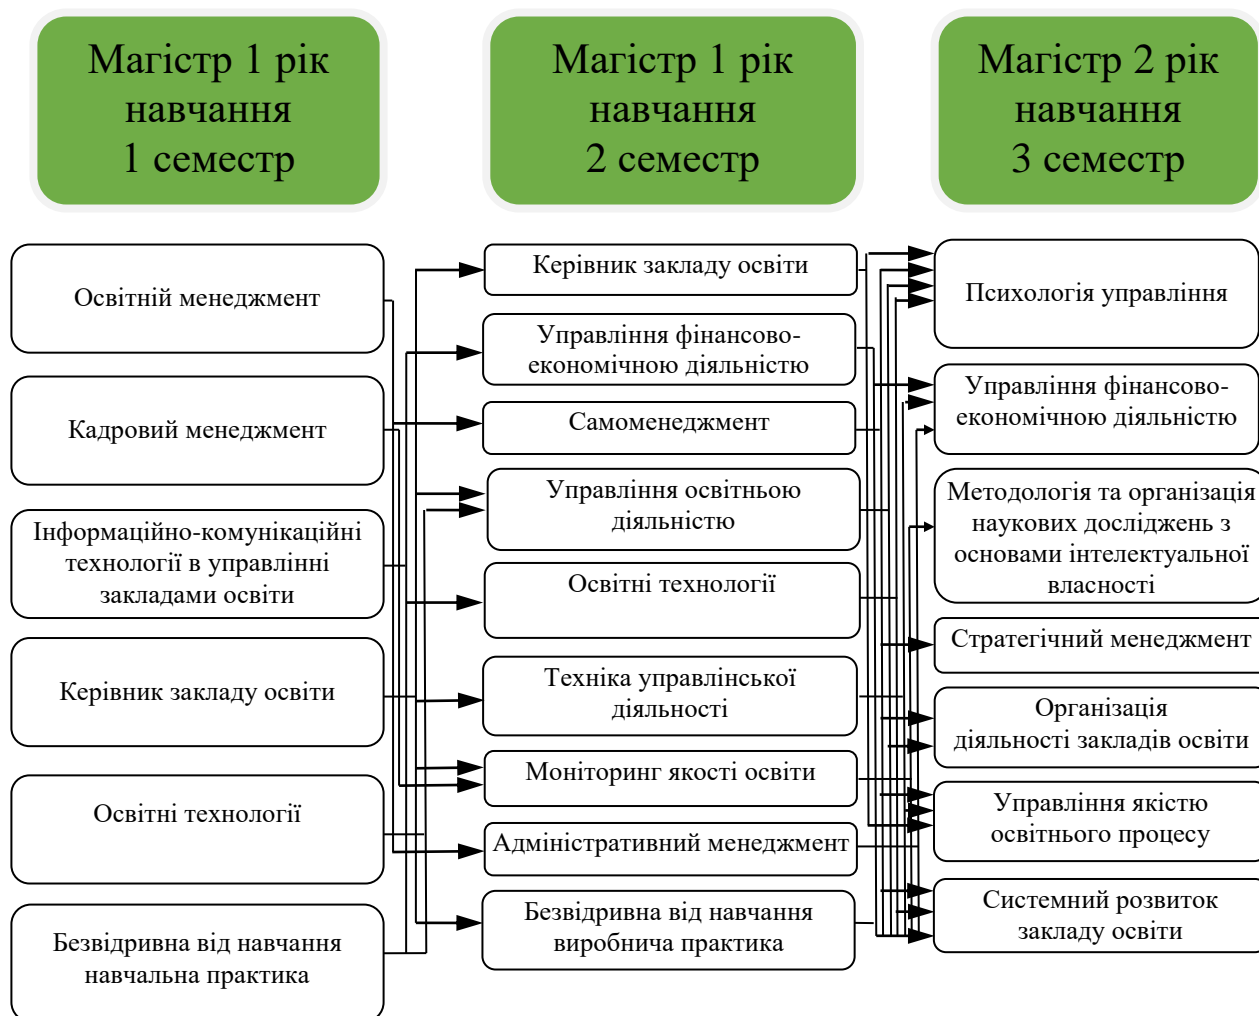 Магістр 1 рік
навчання
1 семестр
Магістр 1 рік
навчання
2 семестр
Магістр 2 рік
навчання
3 семестр
Освітній менеджмент
Кадровий менеджмент
Інформаційно-комунікаційні
технології в управлінні
закладами освіти
Керівник закладу освіти
Освітні технології
Безвідривна від навчання
навчальна практика
Керівник закладу освіти
Управління фінансово-
економічною діяльністю
Самоменеджмент
Управління освітньою
діяльністю
Освітні технології
Техніка управлінської
діяльності
Моніторинг якості освіти
Адміністративний менеджмент
Безвідривна від навчання
виробнича практика
Психологія управління
Управління фінансово-
економічною діяльністю
Методологія та організація
наукових досліджень з
основами інтелектуальної
власності
Стратегічний менеджмент
Організація
діяльності закладів освіти
Управління якістю
освітнього процесу
Системний розвиток
закладу освіти